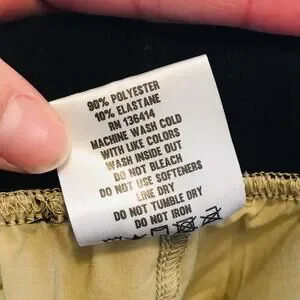 90% POLYESTER
10% ELASTANE
RN 136414
MACHINE WASH COLD
WITH LIKE COLORS
WASH INSIDE OUT
DO NOT BLEACH
DO NOT USE SOFTENERS
LINE DRY
DO NOT TUMBLE DRY
DO NOT IRON